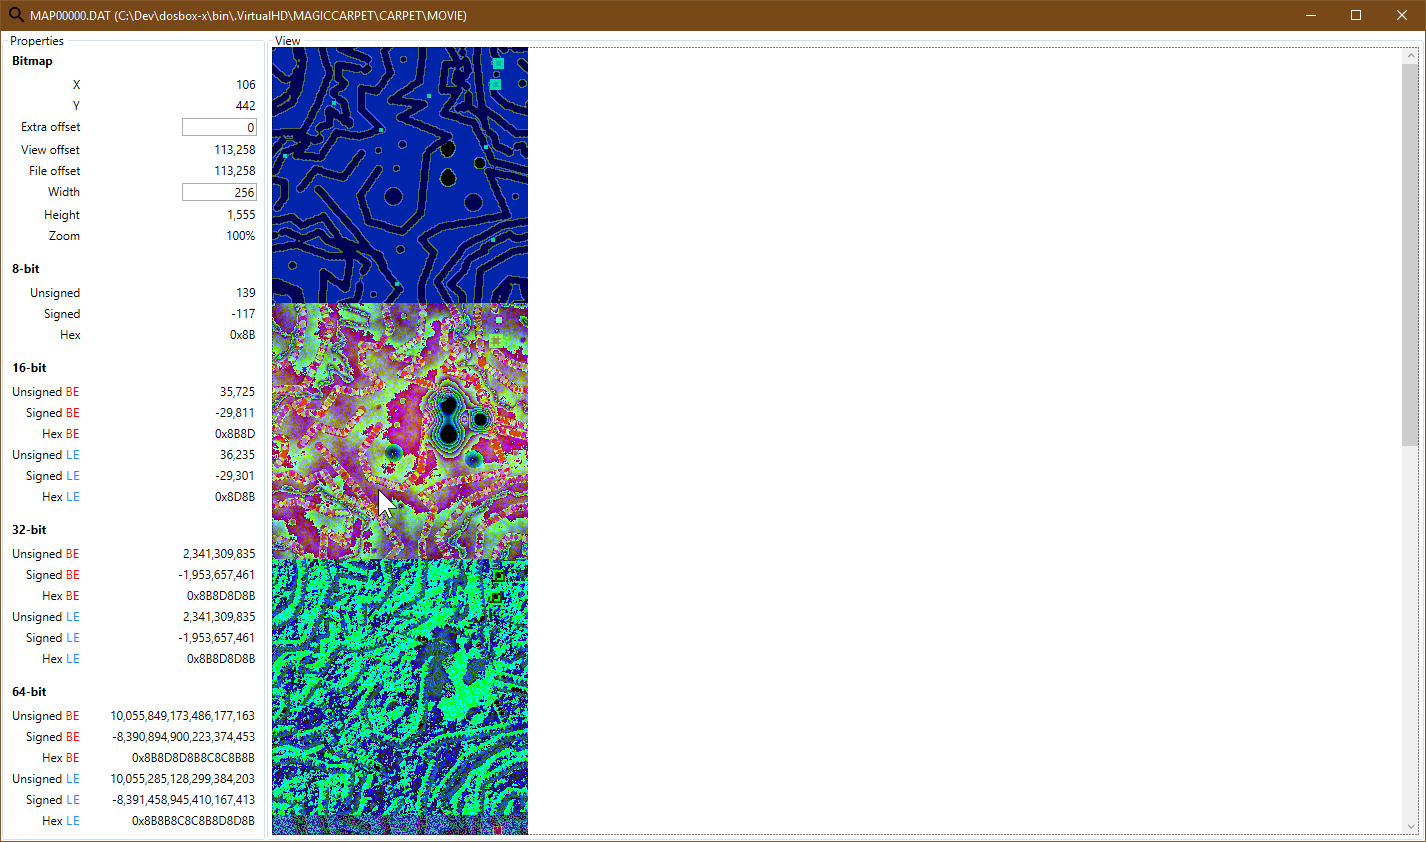 MAP00000.DAT (C:\Dev\dosbox-x\bin\.VirtualHD\MAGICCARPET\CARPET\MOVIE)
Properties
View
Bitmap
X 106
Y 442
Extra offset 0
View offset 113,258
File offset 113,258
Width 256
Height 1,555
Zoom 100%
8-bit
Unsigned 139
Signed -117
Hex 0x8B
16-bit
Unsigned BE 35,725
Signed BE -29,811
Hex BE 0x8B8D
Unsigned LE 36,235
Signed LE -29,301
Hex LE 0x8D8B
32-bit
Unsigned BE 2,341,309,835
Signed BE -1,953,657,461
Hex BE 0x8B8D8D8B
Unsigned LE 2,341,309,835
Signed LE -1,953,657,461
Hex LE 0x8B8D8D8B
64-bit
Unsigned BE 10,055,849,173,486,177,163
Signed BE -8,390,894,900,223,374,453
Hex BE 0x8B8D8D8B8C8C8B8B
Unsigned LE 10,055,285,128,299,384,203
Signed LE -8,391,458,945,410,167,413
Hex LE 0x8B8B8C8C8B8D8D8B